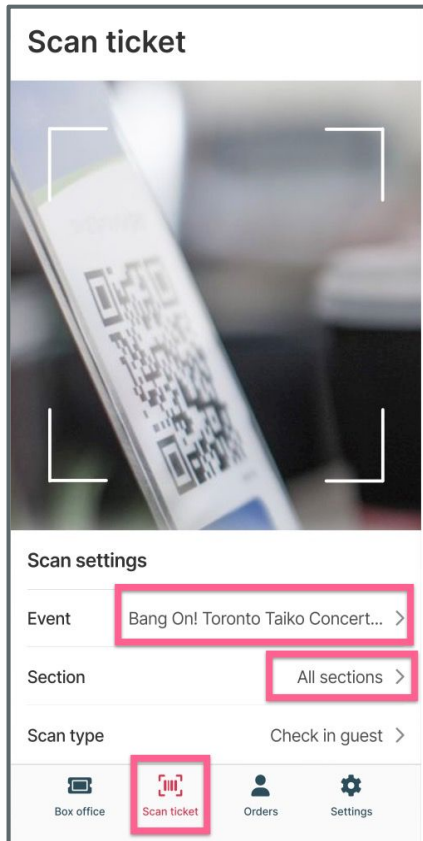 Scan ticket
Scan settings
Event Bang On! Toronto Taiko Concert... >
Section All sections >
Scan type Check in guest >
Box office Scan ticket Orders Settings